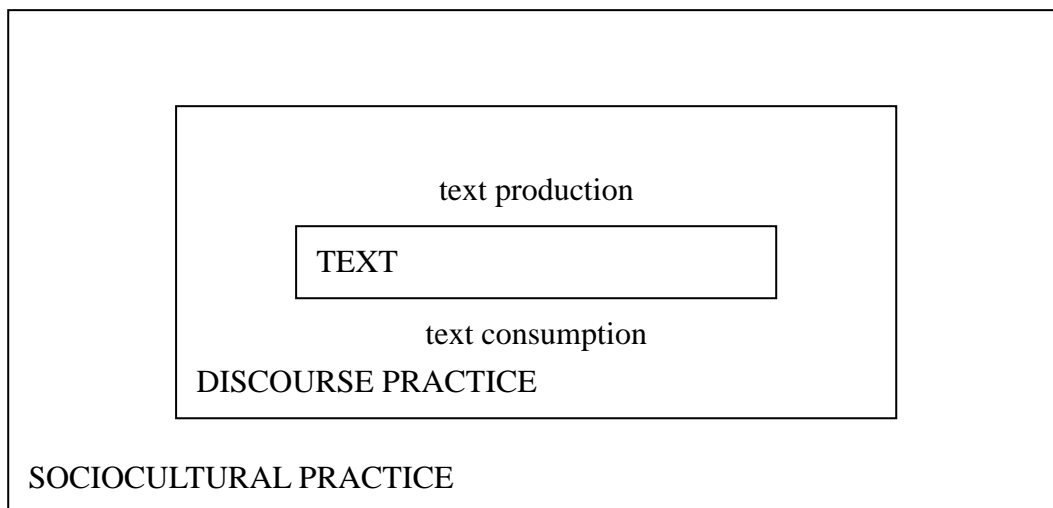 text production
TEXT
text consumption
DISCOURSE PRACTICE
SOCIOCULTURAL PRACTICE